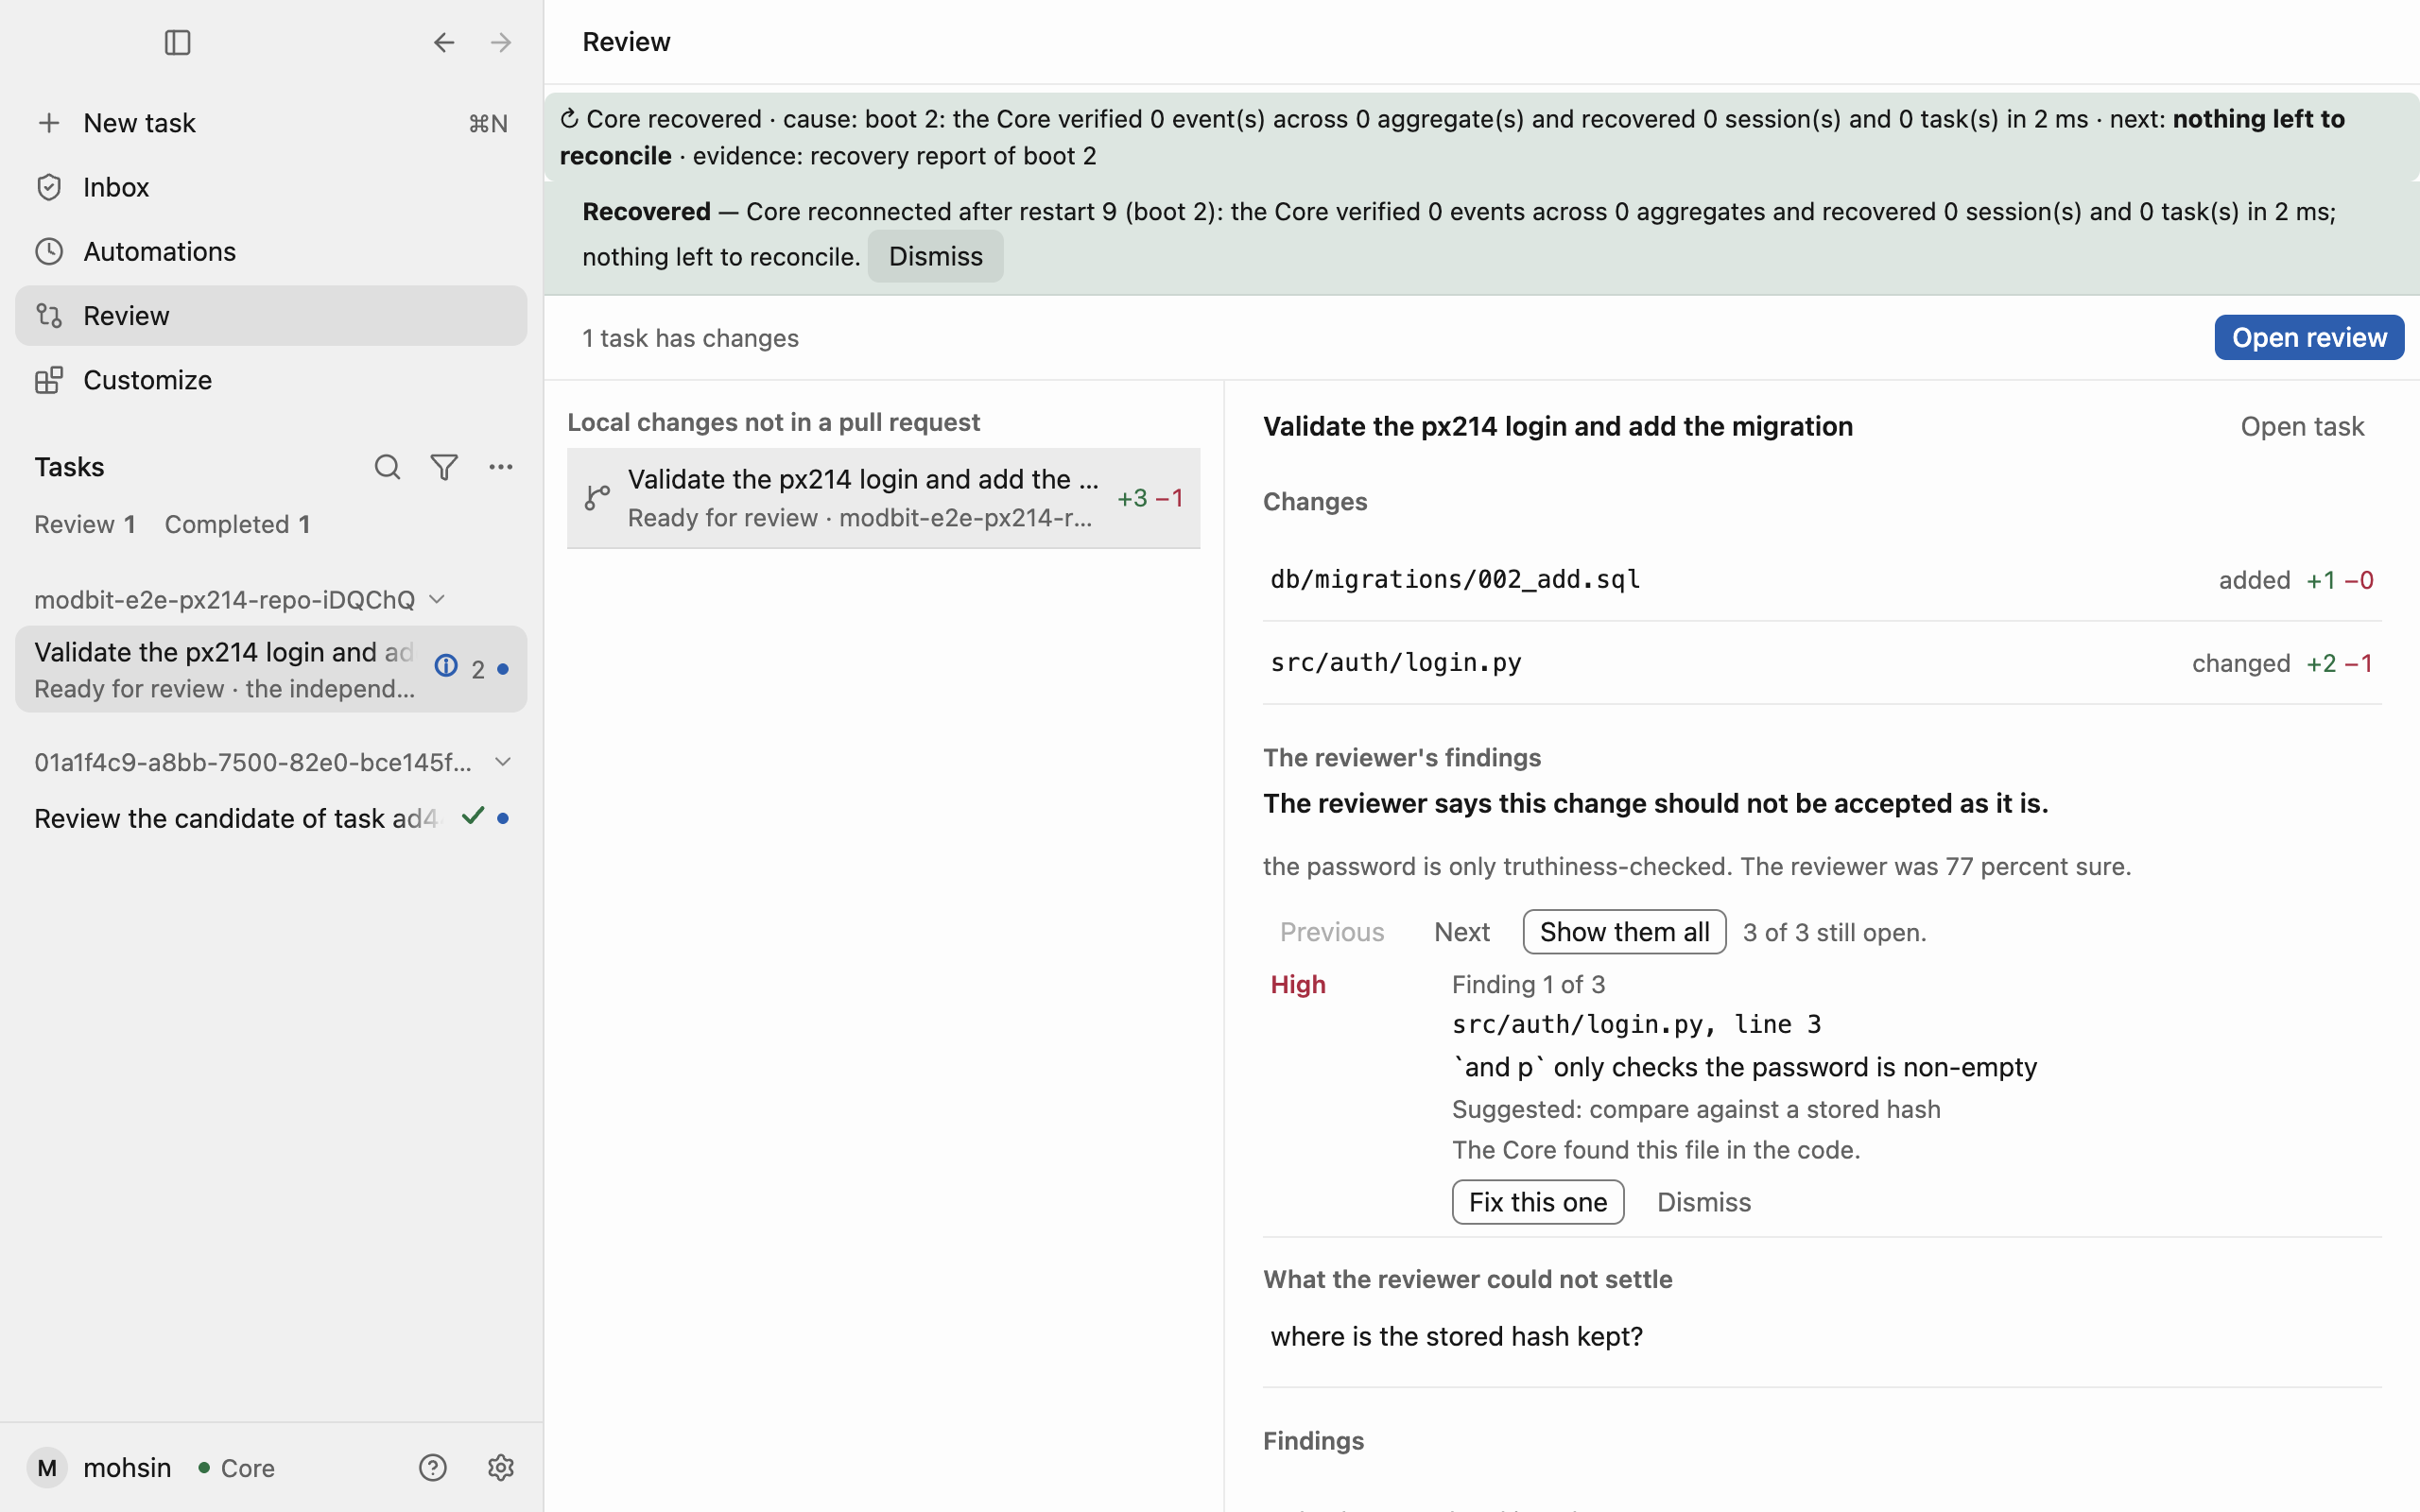 New task ⌘N
Inbox
Automations
Review
Customize
Tasks
Review 1 Completed 1
modbit-e2e-px214-repo-iDQChQ
Validate the px214 login and ad
2
Ready for review · the independ...
01a1f4c9-a8bb-7500-82e0-bce145f...
Review the candidate of task ad4
M mohsin Core
Review
Core recovered · cause: boot 2: the Core verified 0 event(s) across 0 aggregate(s) and recovered 0 session(s) and 0 task(s) in 2 ms · next: nothing left to
reconcile · evidence: recovery report of boot 2
Recovered — Core reconnected after restart 9 (boot 2): the Core verified 0 events across 0 aggregates and recovered 0 session(s) and 0 task(s) in 2 ms;
nothing left to reconcile. Dismiss
1 task has changes
Open review
Local changes not in a pull request
Validate the px214 login and add the ...
+3 −1
Ready for review · modbit-e2e-px214-r...
Validate the px214 login and add the migration
Open task
Changes
db/migrations/002_add.sql added +1 −0
src/auth/login.py changed +2 −1
The reviewer's findings
The reviewer says this change should not be accepted as it is.
the password is only truthiness-checked. The reviewer was 77 percent sure.
Previous Next Show them all 3 of 3 still open.
High Finding 1 of 3
src/auth/login.py, line 3
`and p` only checks the password is non-empty
Suggested: compare against a stored hash
The Core found this file in the code.
Fix this one Dismiss
What the reviewer could not settle
where is the stored hash kept?
Findings